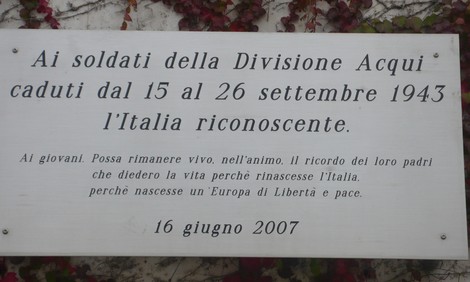 Ai soldati della Divisione Acqui
caduti dal 15 al 26 settembre 1943
l'Italia riconoscente.
Ai giovani. Possa rimanere vivo, nell'animo, il ricordo dei loro padri
che diedero la vita perchè rinascesse l'Italia,
perchè nascesse un'Europa di Libertà e pace.
16 giugno 2007